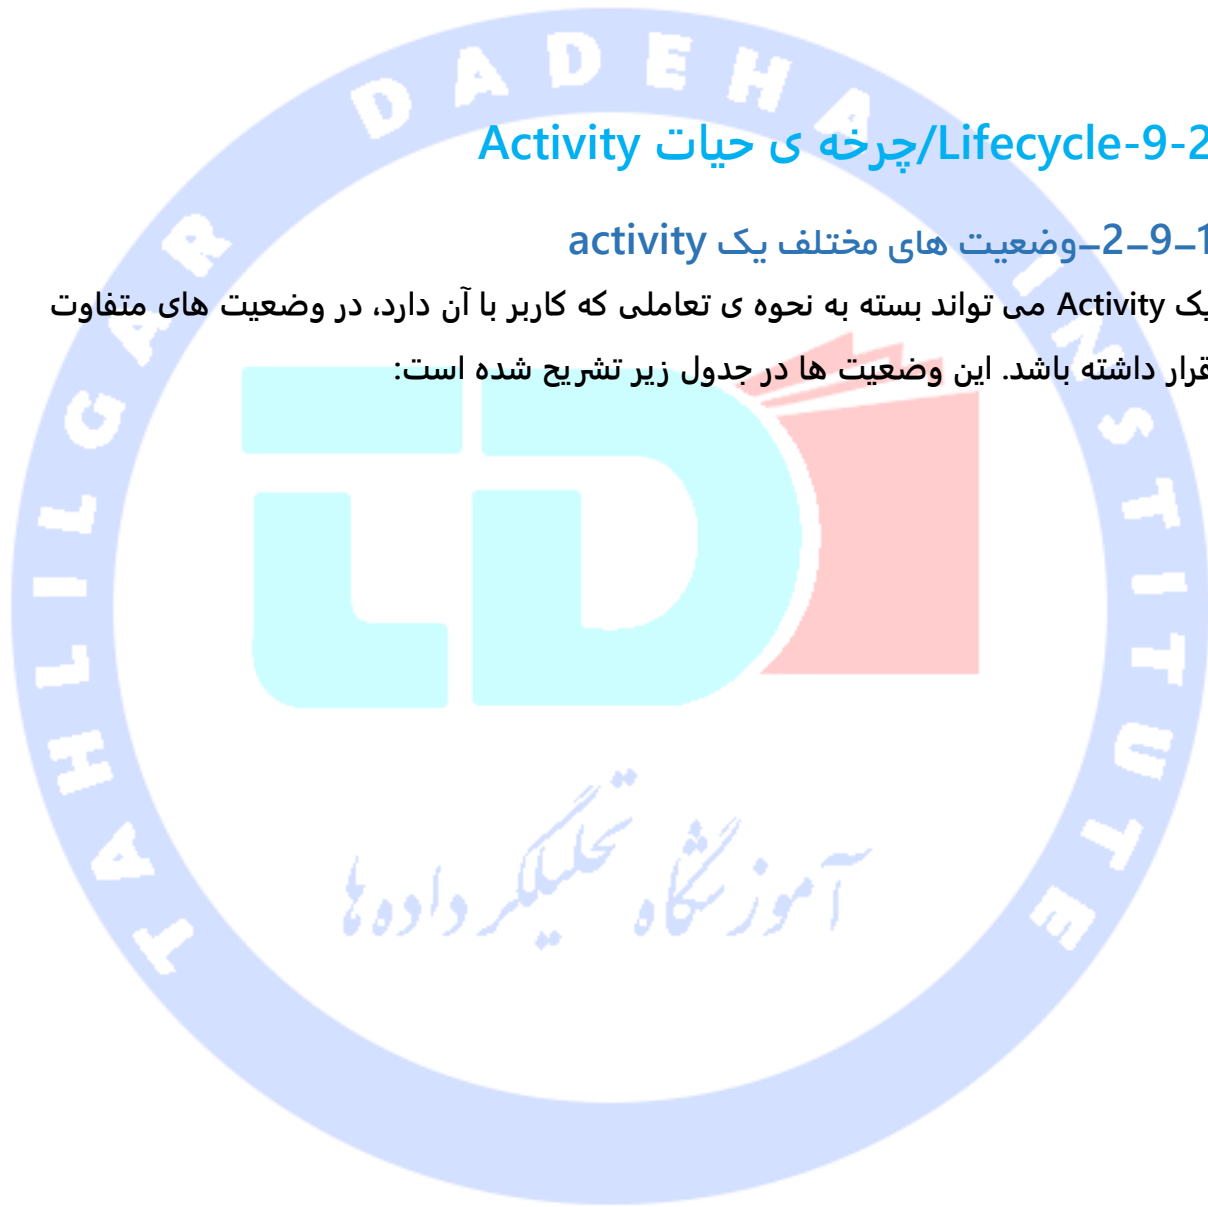 2-9-Lifecycle/چرخه ی حیات Activity
1-9-2-وضعیت های مختلف یک activity
یک Activity می تواند بسته به نحوه ی تعاملی که کاربر با آن دارد، در وضعیت های متفاوت
قرار داشته باشد. این وضعیت ها در جدول زیر تشریح شده است:
TAHLILGAR DADEHA INSTITUTE
TD
آموزشگاه تحلیلگر داده ها